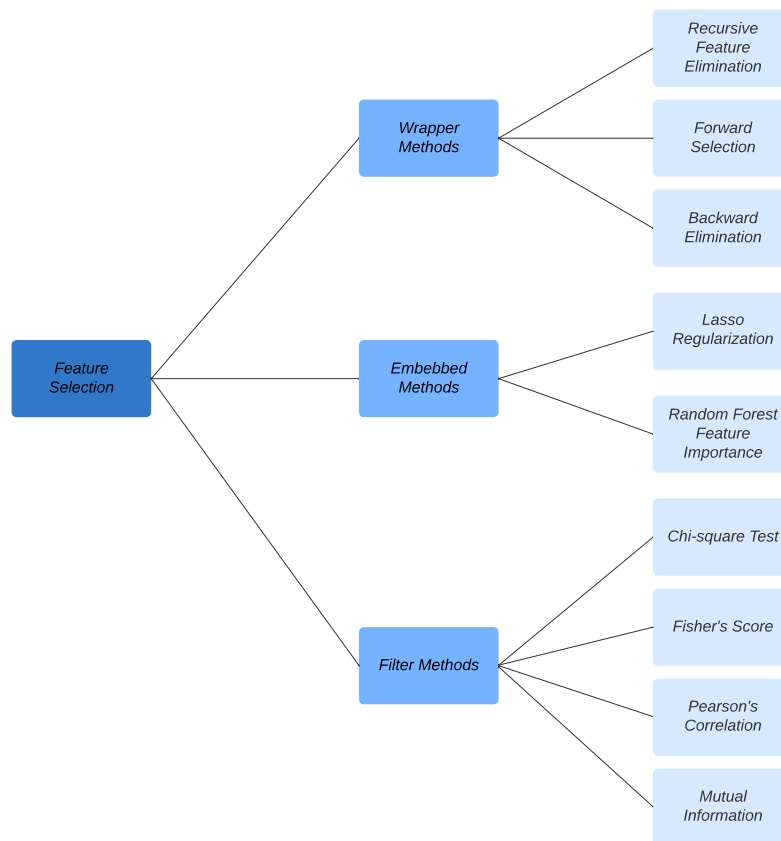 Feature
Selection
Wrapper
Methods
Recursive
Feature
Elimination
Forward
Selection
Backward
Elimination
Embebbed
Methods
Lasso
Regularization
Random Forest
Feature
Importance
Filter Methods
Chi-square Test
Fisher's Score
Pearson's
Correlation
Mutual
Information